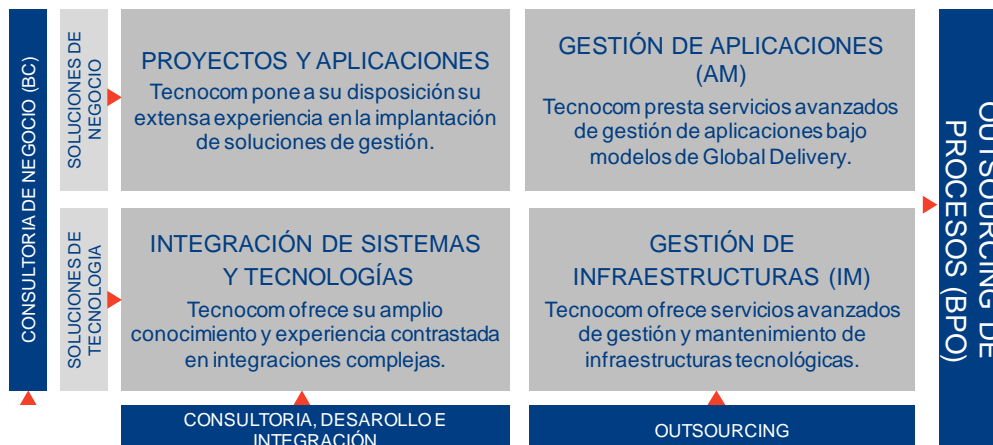 CONSULTORIA DE NEGOCIO (BC)
SOLUCIONES DE
NEGOCIO
PROYECTOS Y APLICACIONES
Tecnocom pone a su disposición su
extensa experiencia en la implantación
de soluciones de gestión.
GESTIÓN DE APLICACIONES
(AM)
Tecnocom presta servicios avanzados
de gestión de aplicaciones bajo
modelos de Global Delivery.
SOLUCIONES DE
TECNOLOGIA
INTEGRACIÓN DE SISTEMAS
Y TECNOLOGÍAS
Tecnocom ofrece su amplio
conocimiento y experiencia contrastada
en integraciones complejas.
GESTIÓN DE
INFRAESTRUCTURAS (IM)
Tecnocom ofrece servicios avanzados
de gestión y mantenimiento de
infraestructuras tecnológicas.
OUTSOURCING DE
PROCESOS (BPO)
CONSULTORIA, DESAROLLO E
INTEGRACIÓN
OUTSOURCING